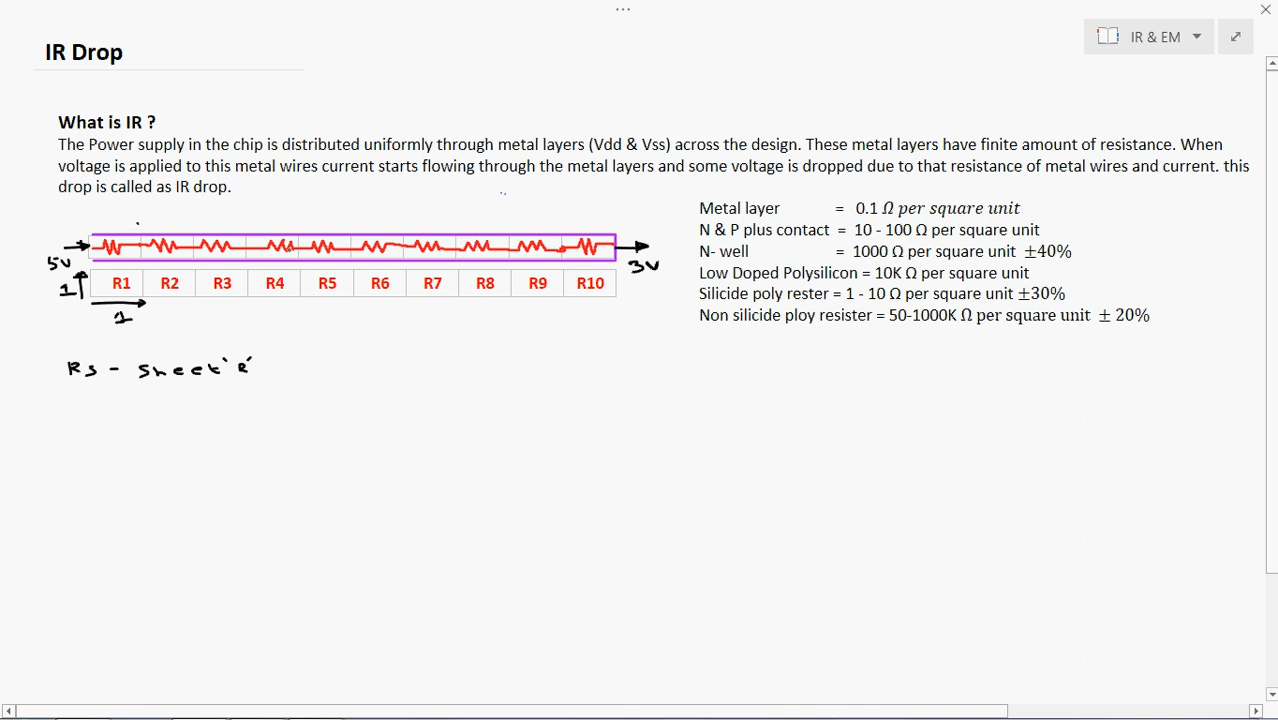 IR & EM
IR Drop
What is IR ?
The Power supply in the chip is distributed uniformly through metal layers (Vdd & Vss) across the design. These metal layers have finite amount of resistance. When
voltage is applied to this metal wires current starts flowing through the metal layers and some voltage is dropped due to that resistance of metal wires and current. this
drop is called as IR drop.
Metal layer = 0.1 Ω per square unit
N & P plus contact = 10 - 100 Ω per square unit
N- well = 1000 Ω per square unit ±40%
Low Doped Polysilicon = 10K Ω per square unit
Silicide poly rester = 1 - 10 Ω per square unit ±30%
Non silicide ploy resister = 50-1000K Ω per square unit ± 20%
5V
3V
1
R1 R2 R3 R4 R5 R6 R7 R8 R9 R10
1
Rs - Sheet 'R'